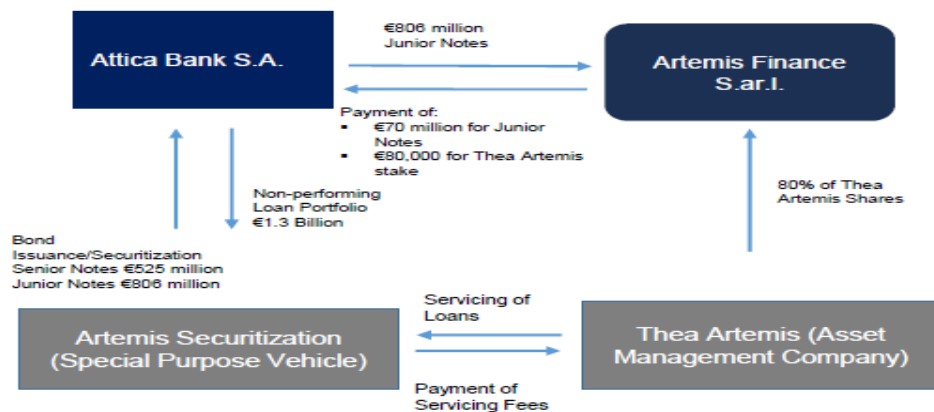 €806 million
Junior Notes
Attica Bank S.A.
Artemis Finance
S.ar.l.
Payment of:
▪ €70 million for Junior
Notes
▪ €80,000 for Thea Artemis
stake
Non-performing
Loan Portfolio
€1.3 Billion
80% of Thea
Artemis Shares
Bond
Issuance/Securitization
Senior Notes €525 million
Junior Notes €806 million
Servicing of
Loans
Artemis Securitization
(Special Purpose Vehicle)
Thea Artemis (Asset
Management Company)
Payment of
Servicing Fees